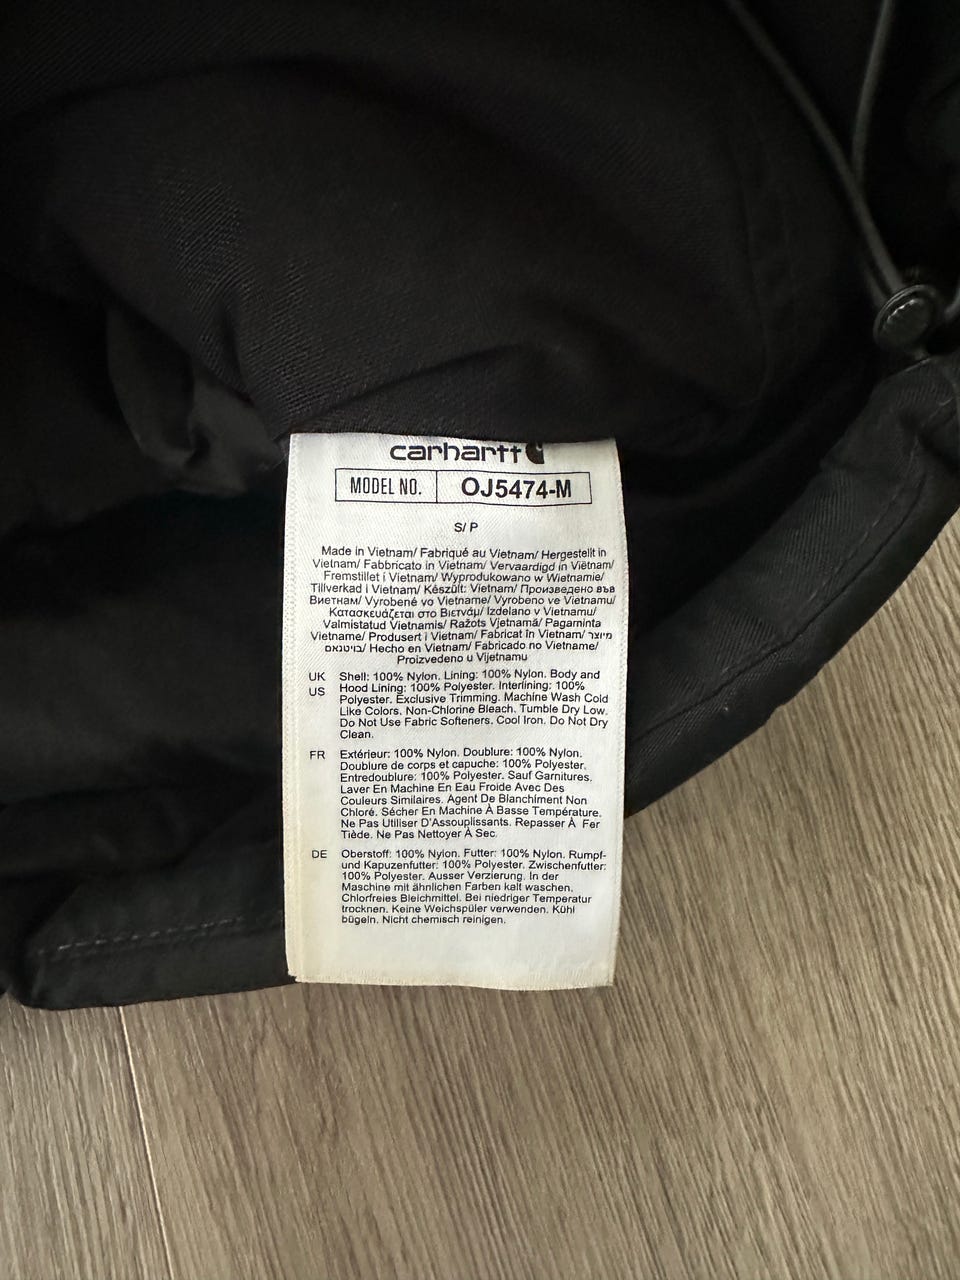 carhartt
MODEL NO. OJ5474-M
S/ P
Made in Vietnam/ Fabriqué au Vietnam/ Hergestellt in
Vietnam/ Fabbricato in Vietnam/ Vervaardigd in Viëtnam/
Fremstillet i Vietnam/ Wyprodukowano w Wietnamie/
Tillverkad i Vietnam/ Készült: Vietnam/ Произведено във
Виетнам/ Vyrobené vo Vietname/ Vyrobeno ve Vietnamu/
Κατασκευάζεται στο Βιετνάμ/ Izdelano v Vietnamu/
Valmistatud Vietnamis/ Ražots Vjetnamā/ Pagaminta
Vietname/ Produsert i Vietnam/ Fabricat în Vietnam/ מיוצר
בויטנאם/ Hecho en Vietnam/ Fabricado no Vietname/
Proizvedeno u Vijetnamu
UK Shell: 100% Nylon. Lining: 100% Nylon. Body and
US Hood Lining: 100% Polyester. Interlining: 100%
Polyester. Exclusive Trimming. Machine Wash Cold
Like Colors. Non-Chlorine Bleach. Tumble Dry Low.
Do Not Use Fabric Softeners. Cool Iron. Do Not Dry
Clean.
FR Extérieur: 100% Nylon. Doublure: 100% Nylon.
Doublure de corps et capuche: 100% Polyester.
Entredoublure: 100% Polyester. Sauf Garnitures.
Laver En Machine En Eau Froide Avec Des
Couleurs Similaires. Agent De Blanchiment Non
Chloré. Sécher En Machine À Basse Température.
Ne Pas Utiliser D'Assouplissants. Repasser À Fer
Tiède. Ne Pas Nettoyer À Sec.
DE Oberstoff: 100% Nylon. Futter: 100% Nylon. Rumpf-
und Kapuzenfutter: 100% Polyester. Zwischenfutter:
100% Polyester. Ausser Verzierung. In der
Maschine mit ähnlichen Farben kalt waschen.
Chlorfreies Bleichmittel. Bei niedriger Temperatur
trocknen. Keine Weichspüler verwenden. Kühl
bügeln. Nicht chemisch reinigen.